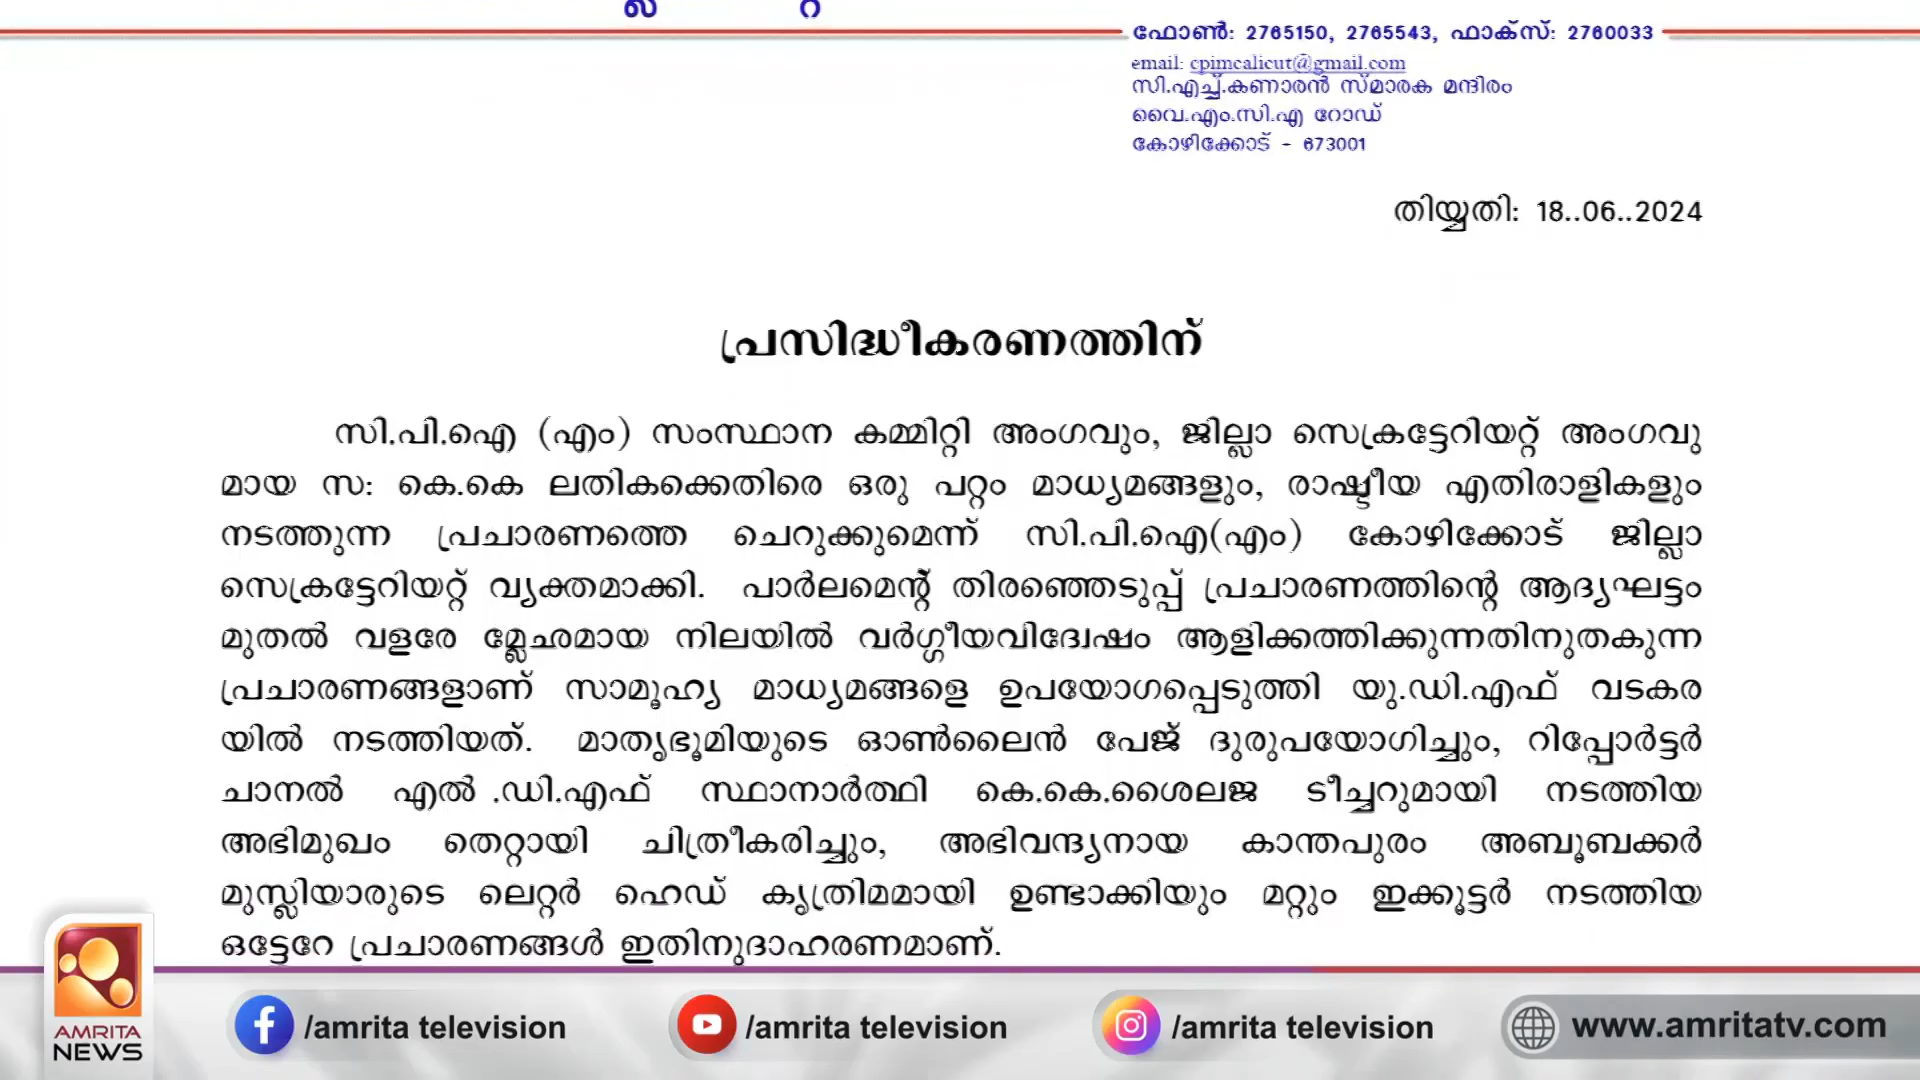 ഫോൺ: 2765150, 2765543, ഫാക്സ്: 2760033
email: cpimcalicut@gmail.com
സി.എച്ച്.കണാരൻ സ്മാരക മന്ദിരം
വൈ.എം.സി.എ റോഡ്
കോഴിക്കോട് - 673001
തിയ്യതി: 18..06..2024
പ്രസിദ്ധീകരണത്തിന്
സി.പി.ഐ (എം) സംസ്ഥാന കമ്മിറ്റി അംഗവും, ജില്ലാ സെക്രട്ടേറിയറ്റ് അംഗവു
മായ സ: കെ.കെ ലതികക്കെതിരെ ഒരു പറ്റം മാധ്യമങ്ങളും, രാഷ്ട്രീയ എതിരാളികളും
നടത്തുന്ന പ്രചാരണത്തെ ചെറുക്കുമെന്ന് സി.പി.ഐ(എം) കോഴിക്കോട് ജില്ലാ
സെക്രട്ടേറിയറ്റ് വ്യക്തമാക്കി. പാർലമെന്റ് തിരഞ്ഞെടുപ്പ് പ്രചാരണത്തിന്റെ ആദ്യഘട്ടം
മുതൽ വളരേ മ്ലേഛമായ നിലയിൽ വർഗ്ഗീയവിദ്വേഷം ആളിക്കത്തിക്കുന്നതിനുതകുന്ന
പ്രചാരണങ്ങളാണ് സാമൂഹ്യ മാധ്യമങ്ങളെ ഉപയോഗപ്പെടുത്തി യു.ഡി.എഫ് വടകര
യിൽ നടത്തിയത്. മാതൃഭൂമിയുടെ ഓൺലൈൻ പേജ് ദുരുപയോഗിച്ചും, റിപ്പോർട്ടർ
ചാനൽ എൽ .ഡി.എഫ് സ്ഥാനാർത്ഥി കെ.കെ.ശൈലജ ടീച്ചറുമായി നടത്തിയ
അഭിമുഖം തെറ്റായി ചിത്രീകരിച്ചും, അഭിവന്ദ്യനായ കാന്തപുരം അബൂബക്കർ
മുസ്ലിയാരുടെ ലെറ്റർ ഹെഡ് കൃത്രിമമായി ഉണ്ടാക്കിയും മറ്റും ഇക്കൂട്ടർ നടത്തിയ
ഒട്ടേറേ പ്രചാരണങ്ങൾ ഇതിനുദാഹരണമാണ്.
AMRITA
NEWS
/amrita television
/amrita television
/amrita television
www.amritatv.com